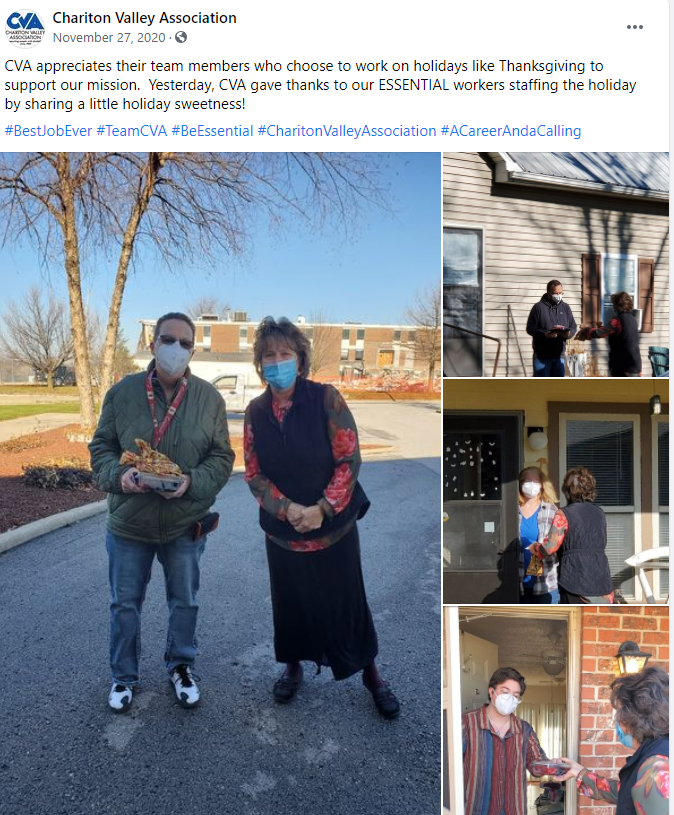 CVA
CHARITON VALLEY
ASSOCIATION
Chariton Valley Association
November 27, 2020 ·
CVA appreciates their team members who choose to work on holidays like Thanksgiving to
support our mission. Yesterday, CVA gave thanks to our ESSENTIAL workers staffing the holiday
by sharing a little holiday sweetness!
#BestJobEver #TeamCVA #BeEssential #CharitonValleyAssociation #ACareerAndaCalling